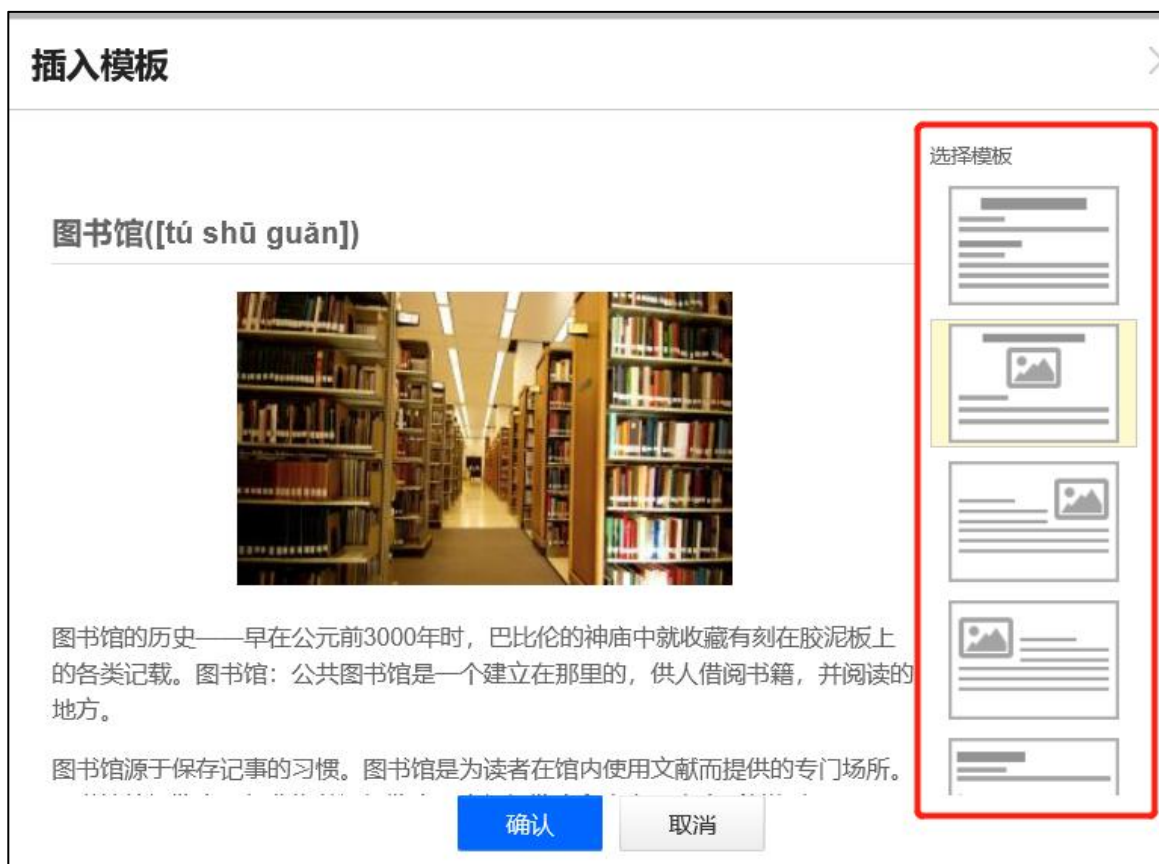 插入模板
选择模板
图书馆([tú shū guǎn])
图书馆的历史——早在公元前3000年时，巴比伦的神庙中就收藏有刻在胶泥板上
的各类记载。图书馆：公共图书馆是一个建立在那里的，供人借阅书籍，并阅读的
地方。
图书馆源于保存记事的习惯。图书馆是为读者在馆内使用文献而提供的专门场所。
确认
取消